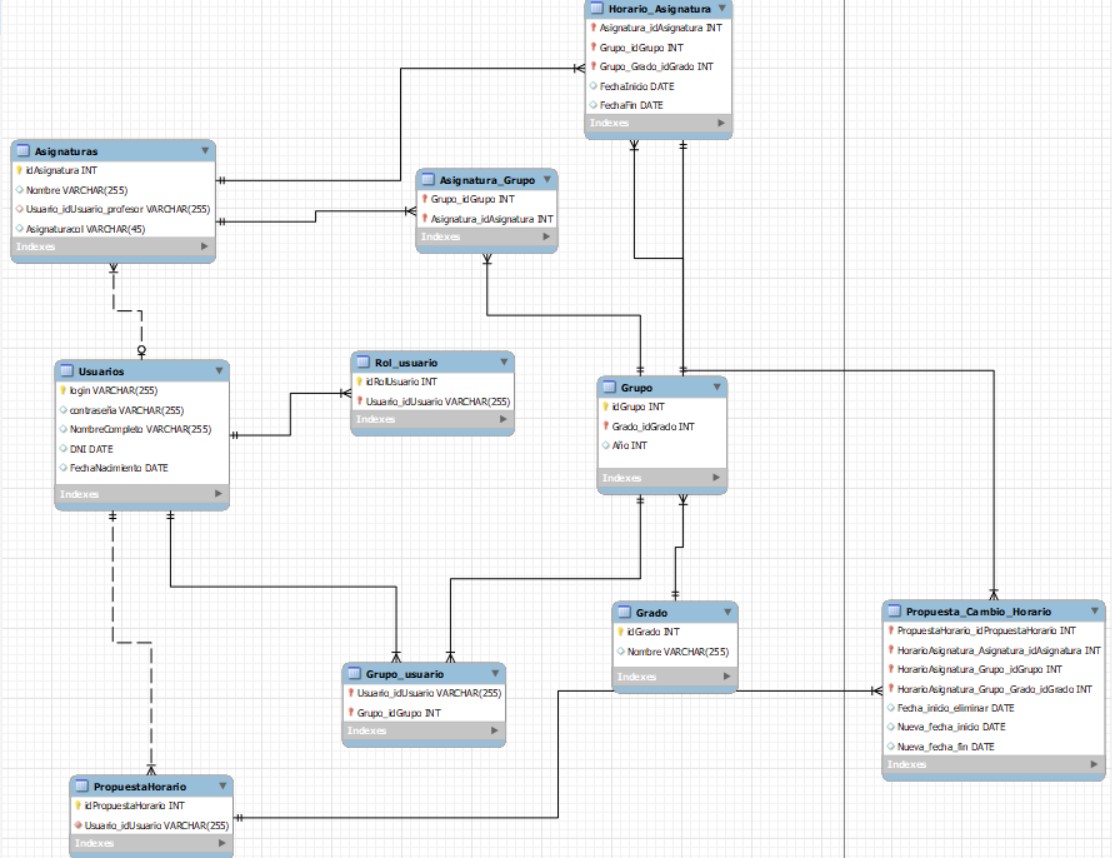 Horario_Asignatura
Asignatura_idAsignatura INT
Grupo_idGrupo INT
Grupo_Grado_idGrado INT
FechaInicio DATE
FechaFin DATE
Indexes
Asignaturas
idAsignatura INT
Nombre VARCHAR(255)
Usuario_idUsuario_profesor VARCHAR(255)
Asignaturacol VARCHAR(45)
Indexes
Asignatura_Grupo
Grupo_idGrupo INT
Asignatura_idAsignatura INT
Indexes
Usuarios
login VARCHAR(255)
contraseña VARCHAR(255)
NombreCompleto VARCHAR(255)
DNI DATE
FechaNacimiento DATE
Indexes
Rol_usuario
idRolUsuario INT
Usuario_idUsuario VARCHAR(255)
Indexes
Grupo
idGrupo INT
Grado_idGrado INT
Año INT
Indexes
Grado
idGrado INT
Nombre VARCHAR(255)
Indexes
Propuesta_Cambio_Horario
PropuestaHorario_idPropuestaHorario INT
HorarioAsignatura_Asignatura_idAsignatura INT
HorarioAsignatura_Grupo_idGrupo INT
HorarioAsignatura_Grupo_Grado_idGrado INT
Fecha_inicio_eliminar DATE
Nueva_fecha_inicio DATE
Nueva_fecha_fin DATE
Indexes
Grupo_usuario
Usuario_idUsuario VARCHAR(255)
Grupo_idGrupo INT
Indexes
PropuestaHorario
idPropuestaHorario INT
Usuario_idUsuario VARCHAR(255)
Indexes